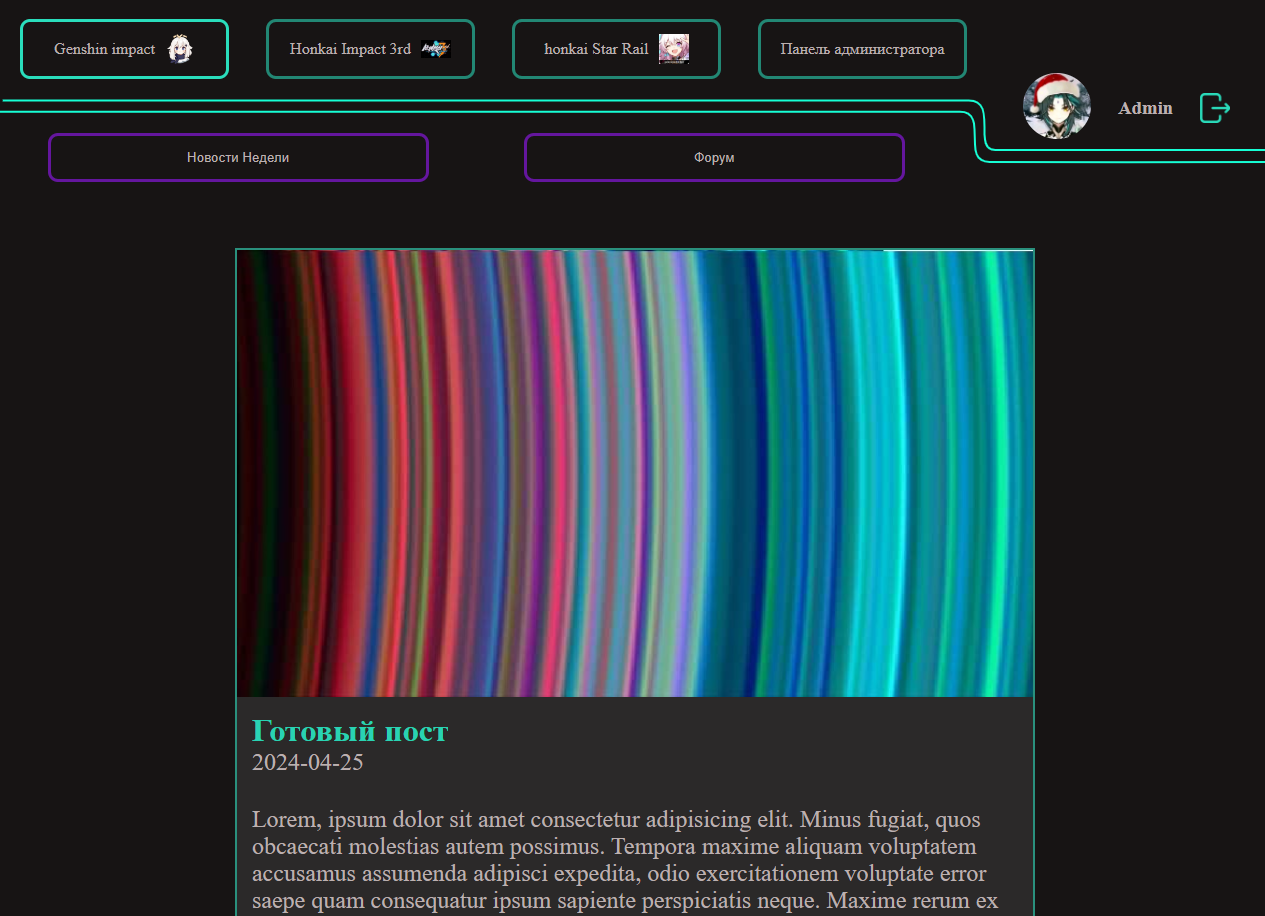 Genshin impact
Honkai Impact 3rd
honkai Star Rail
Панель администратора
Admin
Новости Недели
Форум
Готовый пост
2024-04-25
Lorem, ipsum dolor sit amet consectetur adipisicing elit. Minus fugiat, quos
obcaecati molestias autem possimus. Tempora maxime aliquam voluptatem
accusamus assumenda adipisci expedita, odio exercitationem voluptate error
saepe quam consequatur ipsum sapiente perspiciatis neque. Maxime rerum ex